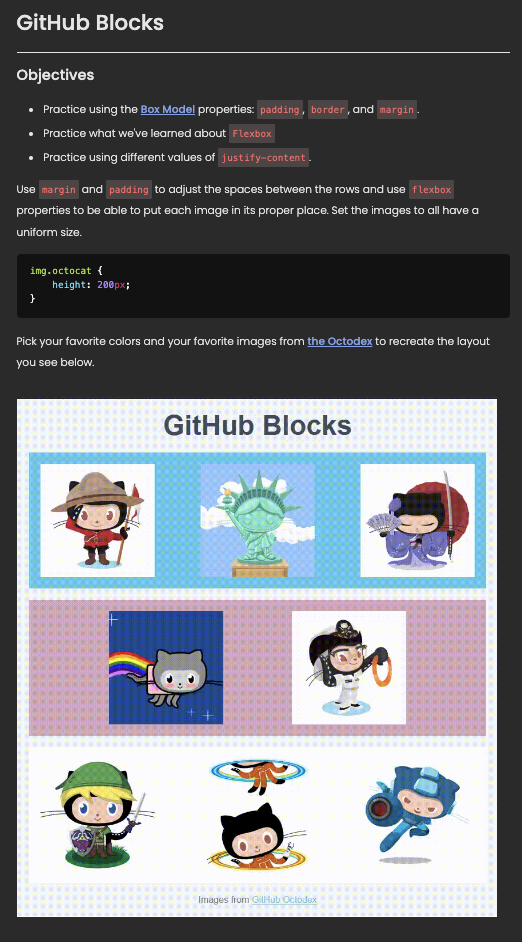 GitHub Blocks
Objectives
Practice using the Box Model properties: padding, border, and margin.
Practice what we've learned about Flexbox
Practice using different values of justify-content.
Use margin and padding to adjust the spaces between the rows and use flexbox
properties to be able to put each image in its proper place. Set the images to all have a
uniform size.
img.octocat {
    height: 200px;
}
Pick your favorite colors and your favorite images from the Octodex to recreate the layout
you see below.
GitHub Blocks
Images from GitHub Octodex